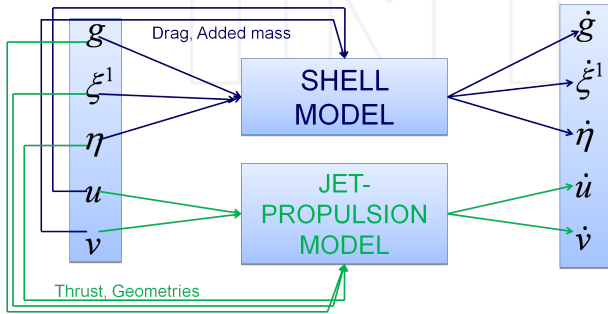 g
ξ¹
η
u
v
Drag, Added mass
SHELL
MODEL
JET-
PROPULSION
MODEL
Thrust, Geometries
ġ
ξ̇¹
η̇
u̇
v̇